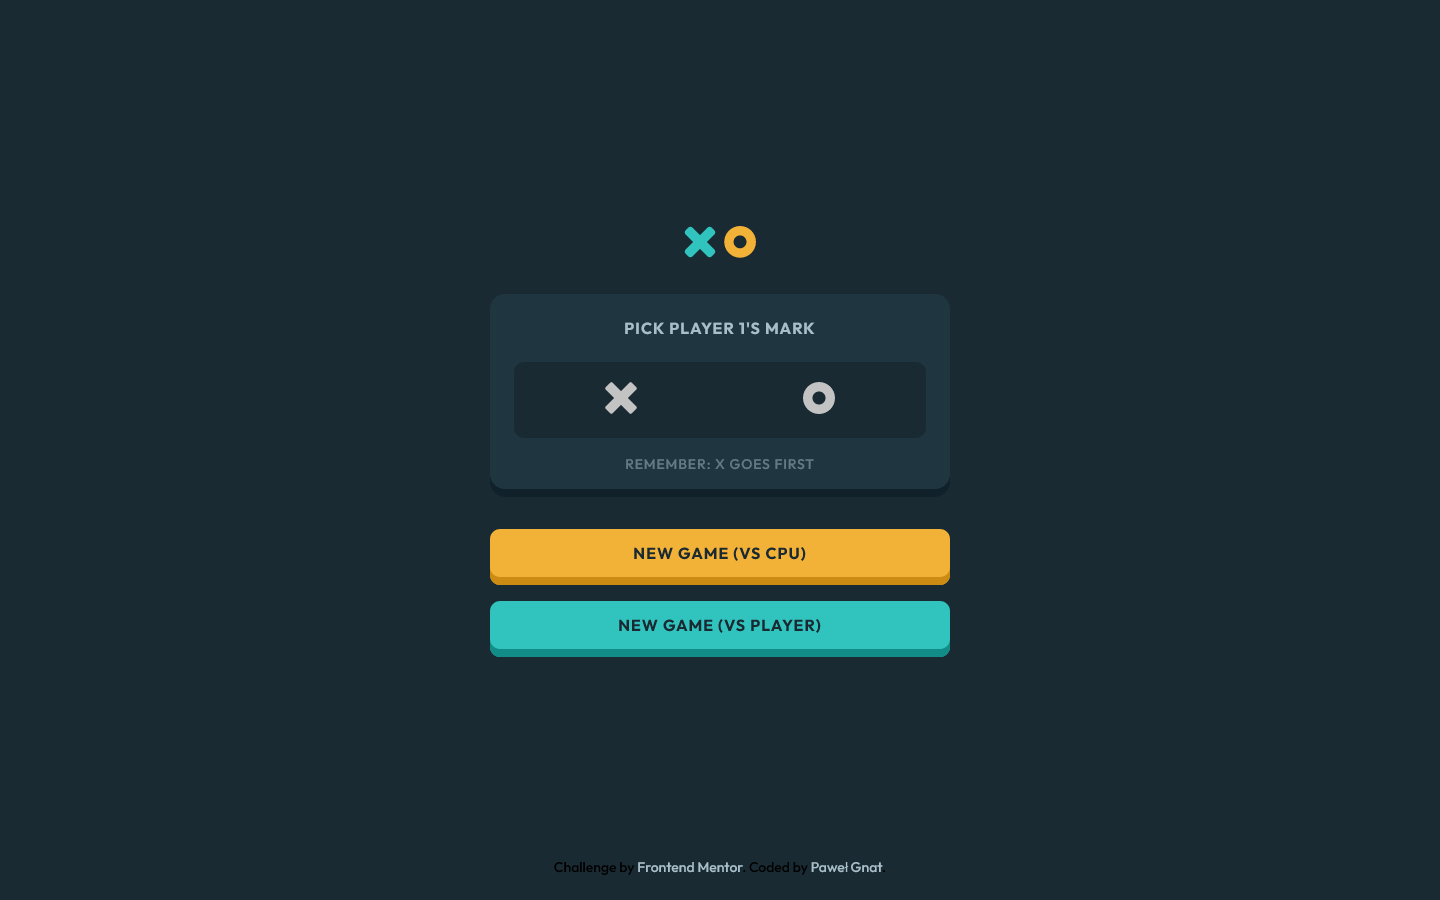 PICK PLAYER 1'S MARK
REMEMBER: X GOES FIRST
NEW GAME (VS CPU)
NEW GAME (VS PLAYER)
Challenge by Frontend Mentor. Coded by Paweł Gnat.